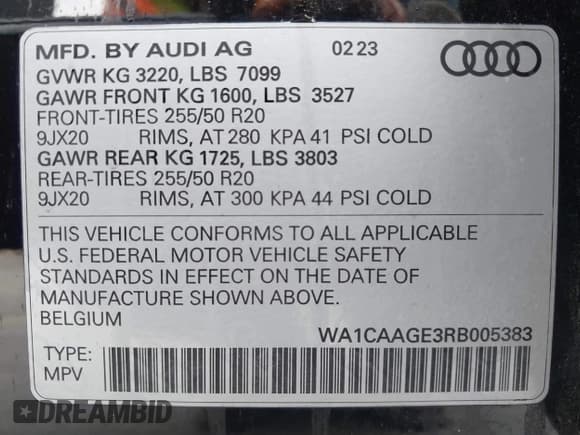 MFD. BY AUDI AG 02 23
GVWR KG 3220, LBS 7099
GAWR FRONT KG 1600, LBS 3527
FRONT-TIRES 255/50 R20
9JX20 RIMS, AT 280 KPA 41 PSI COLD
GAWR REAR KG 1725, LBS 3803
REAR-TIRES 255/50 R20
9JX20 RIMS, AT 300 KPA 44 PSI COLD
THIS VEHICLE CONFORMS TO ALL APPLICABLE
U.S. FEDERAL MOTOR VEHICLE SAFETY
STANDARDS IN EFFECT ON THE DATE OF
MANUFACTURE SHOWN ABOVE.
BELGIUM
WA1CAAGE3RB005383
TYPE:
MPV
DREAMBID